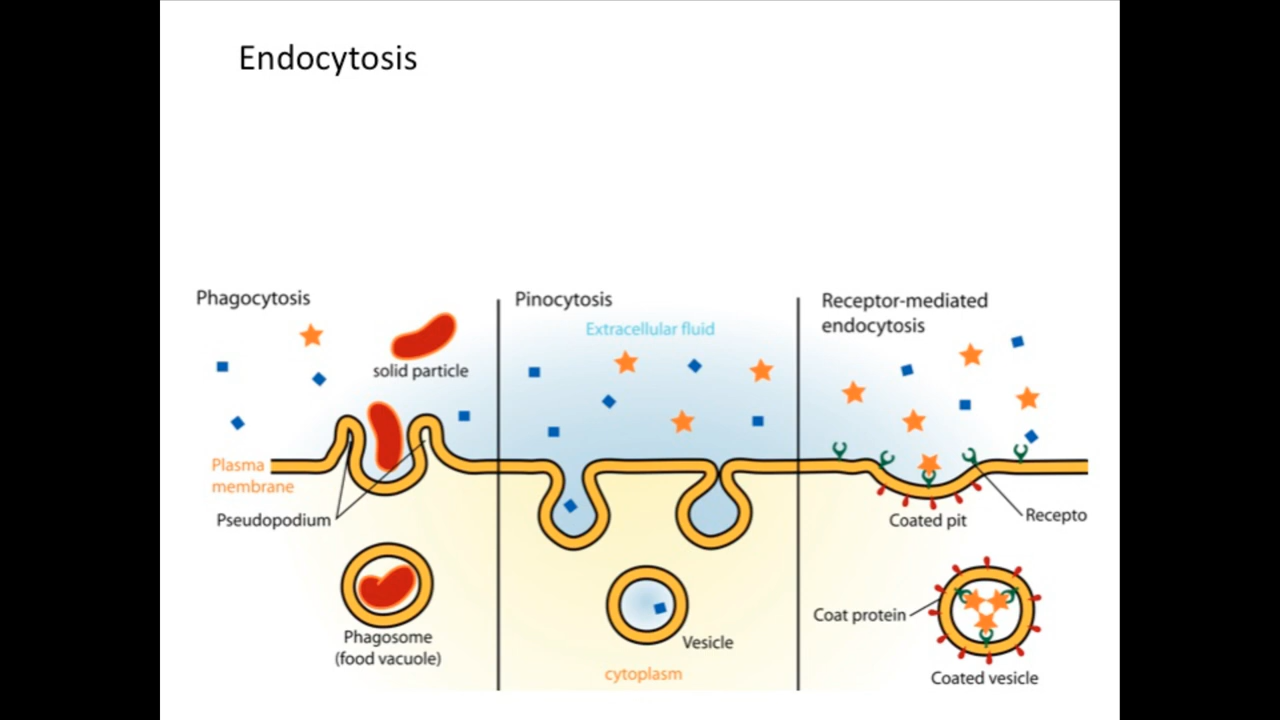 Endocytosis
Phagocytosis
solid particle
Plasma
membrane
Pseudopodium
Phagosome
(food vacuole)
Pinocytosis
Extracellular fluid
Vesicle
cytoplasm
Receptor-mediated
endocytosis
Coated pit
Recepto
Coat protein
Coated vesicle